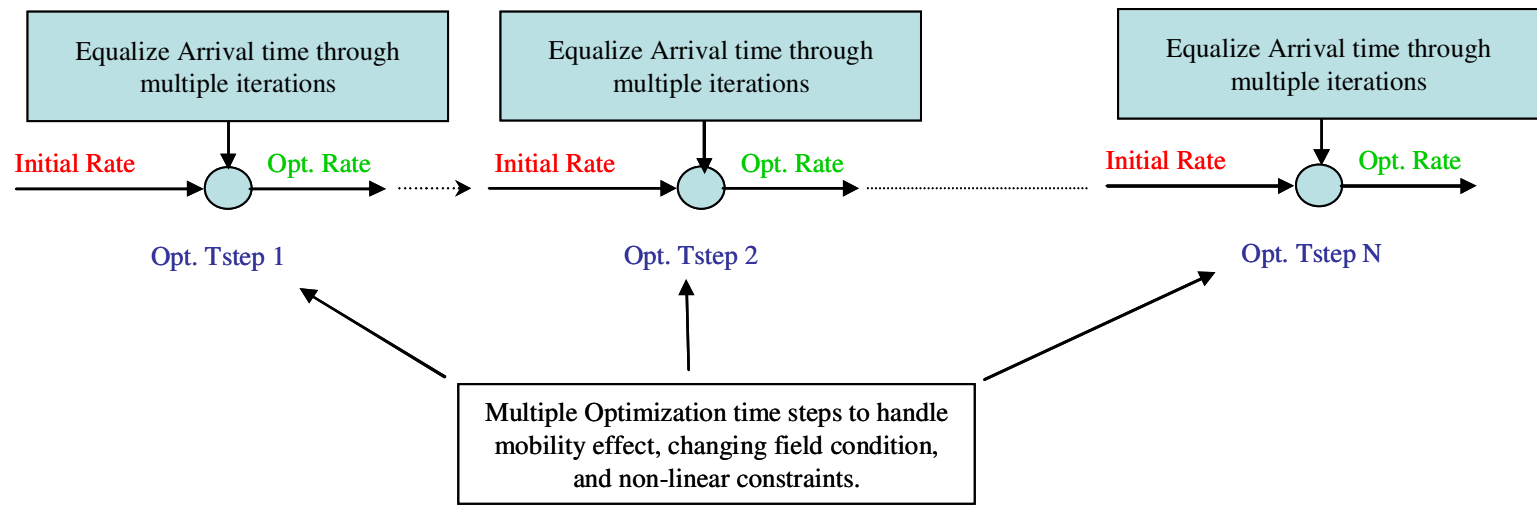 Equalize Arrival time through
multiple iterations
Equalize Arrival time through
multiple iterations
Equalize Arrival time through
multiple iterations
Initial Rate
Opt. Rate
Initial Rate
Opt. Rate
Initial Rate
Opt. Rate
Opt. Tstep 1
Opt. Tstep 2
Opt. Tstep N
Multiple Optimization time steps to handle
mobility effect, changing field condition,
and non-linear constraints.